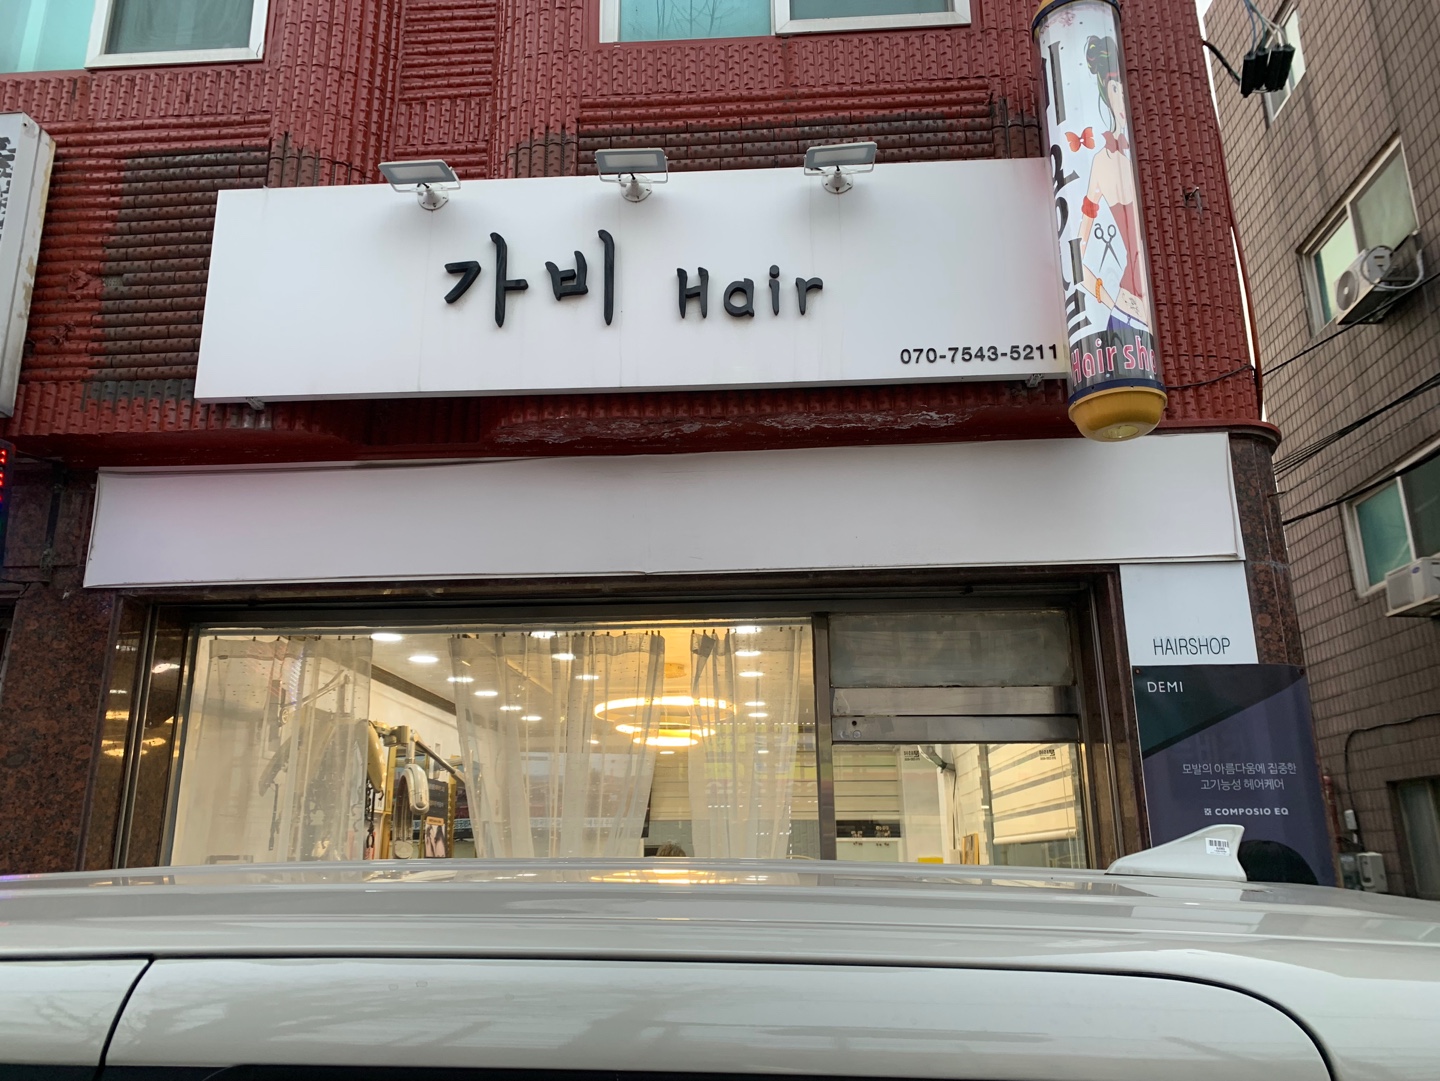 가비 Hair
070-7543-5211
Hair sho
HAIRSHOP
DEMI
모발의 아름다움에 집중한
고기능성 헤어케어
COMPOSIO EQ